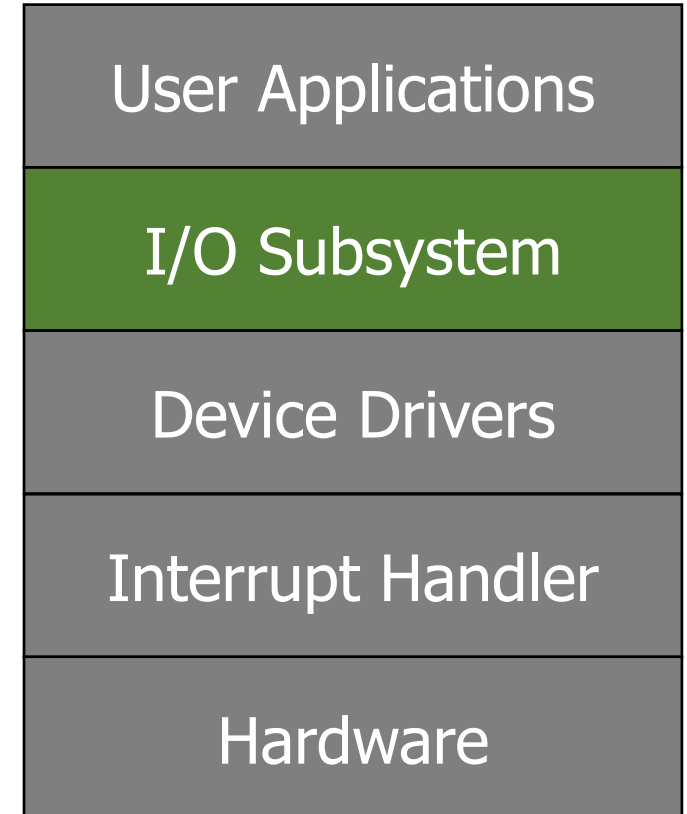 User Applications
I/O Subsystem
Device Drivers
Interrupt Handler
Hardware